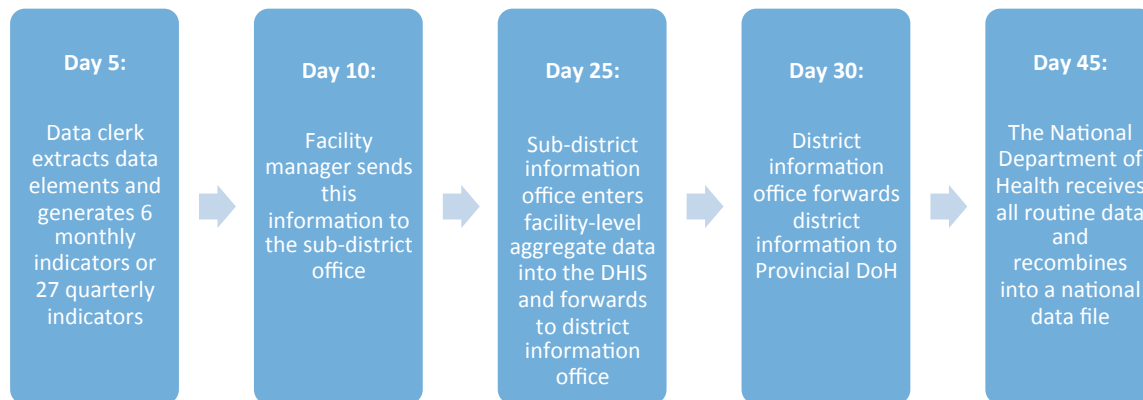 Day 5:
Data clerk
extracts data
elements and
generates 6
monthly
indicators or
27 quarterly
indicators
Day 10:
Facility
manager sends
this
information to
the sub-district
office
Day 25:
Sub-district
information
office enters
facility-level
aggregate data
into the DHIS
and forwards
to district
information
office
Day 30:
District
information
office forwards
district
information to
Provincial DoH
Day 45:
The National
Department of
Health receives
all routine data
and
recombines
into a national
data file